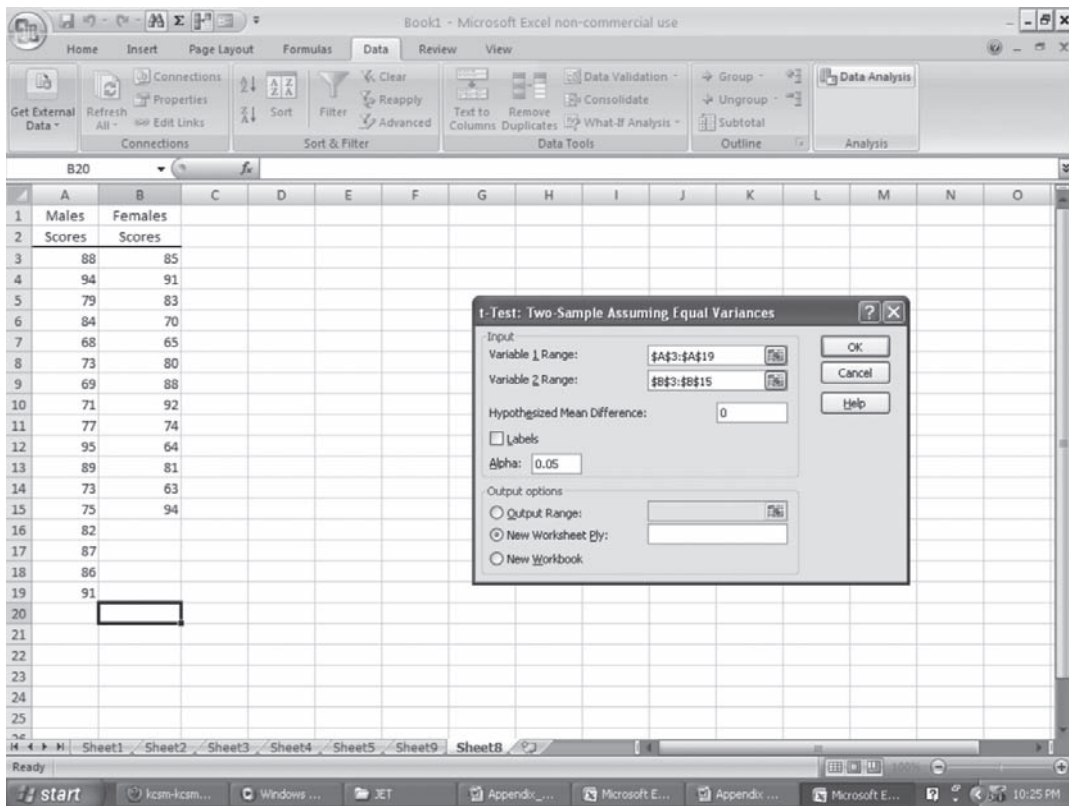 Book1 - Microsoft Excel non-commercial use
Home Insert Page Layout Formulas Data Review View
Get External Data
Refresh All
Connections
Properties
Edit Links
Connections
Sort
Filter
Clear
Reapply
Advanced
Sort & Filter
Text to Columns
Remove Duplicates
Data Validation
Consolidate
What-If Analysis
Data Tools
Group
Ungroup
Subtotal
Outline
Data Analysis
Analysis
B20 fx
A B C D E F G H I J K L M N O
1 Males Females
2 Scores Scores
3 88 85
4 94 91
5 79 83
6 84 70
7 68 65
8 73 80
9 69 88
10 71 92
11 77 74
12 95 64
13 89 81
14 73 63
15 75 94
16 82
17 87
18 86
19 91
20
21
22
23
24
25
26
t-Test: Two-Sample Assuming Equal Variances
Input
Variable 1 Range: $A$3:$A$19
Variable 2 Range: $B$3:$B$15
Hypothesized Mean Difference: 0
Labels
Alpha: 0.05
Output options
Output Range:
New Worksheet Ply:
New Workbook
OK
Cancel
Help
Sheet1 Sheet2 Sheet3 Sheet4 Sheet5 Sheet9 Sheet8
Ready 100%
start kcsm-kcsm... Windows ... JET Appendix_... Microsoft E... Appendix ... Microsoft E... 10:25 PM